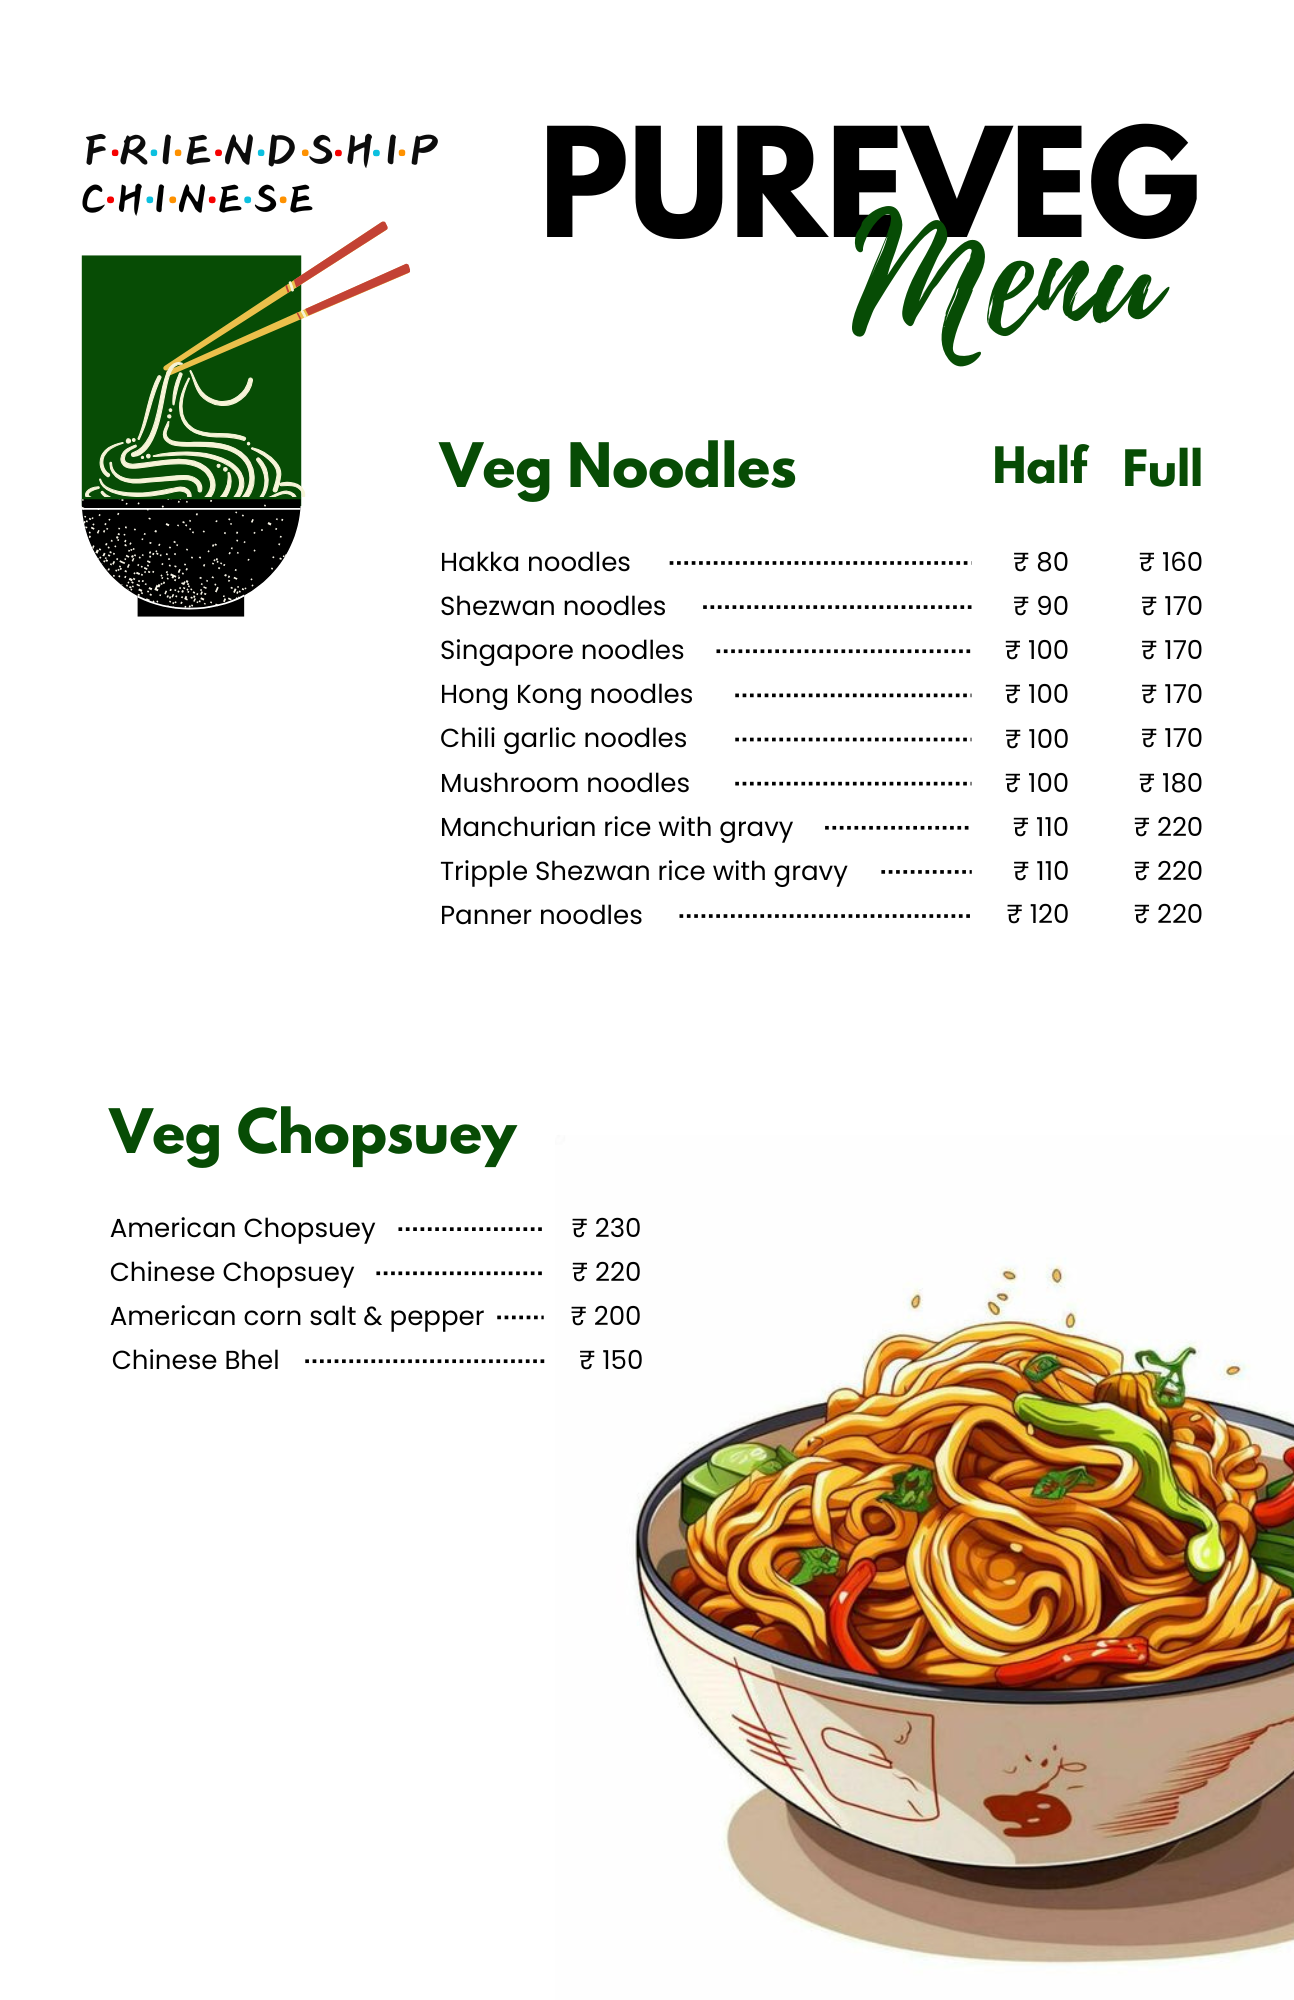 F·R·I·E·N·D·S·H·I·P
C·H·I·N·E·S·E
PUREVEG
Menu
Veg Noodles Half Full
Hakka noodles ₹ 80 ₹ 160
Shezwan noodles ₹ 90 ₹ 170
Singapore noodles ₹ 100 ₹ 170
Hong Kong noodles ₹ 100 ₹ 170
Chili garlic noodles ₹ 100 ₹ 170
Mushroom noodles ₹ 100 ₹ 180
Manchurian rice with gravy ₹ 110 ₹ 220
Tripple Shezwan rice with gravy ₹ 110 ₹ 220
Panner noodles ₹ 120 ₹ 220
Veg Chopsuey
American Chopsuey ₹ 230
Chinese Chopsuey ₹ 220
American corn salt & pepper ₹ 200
Chinese Bhel ₹ 150